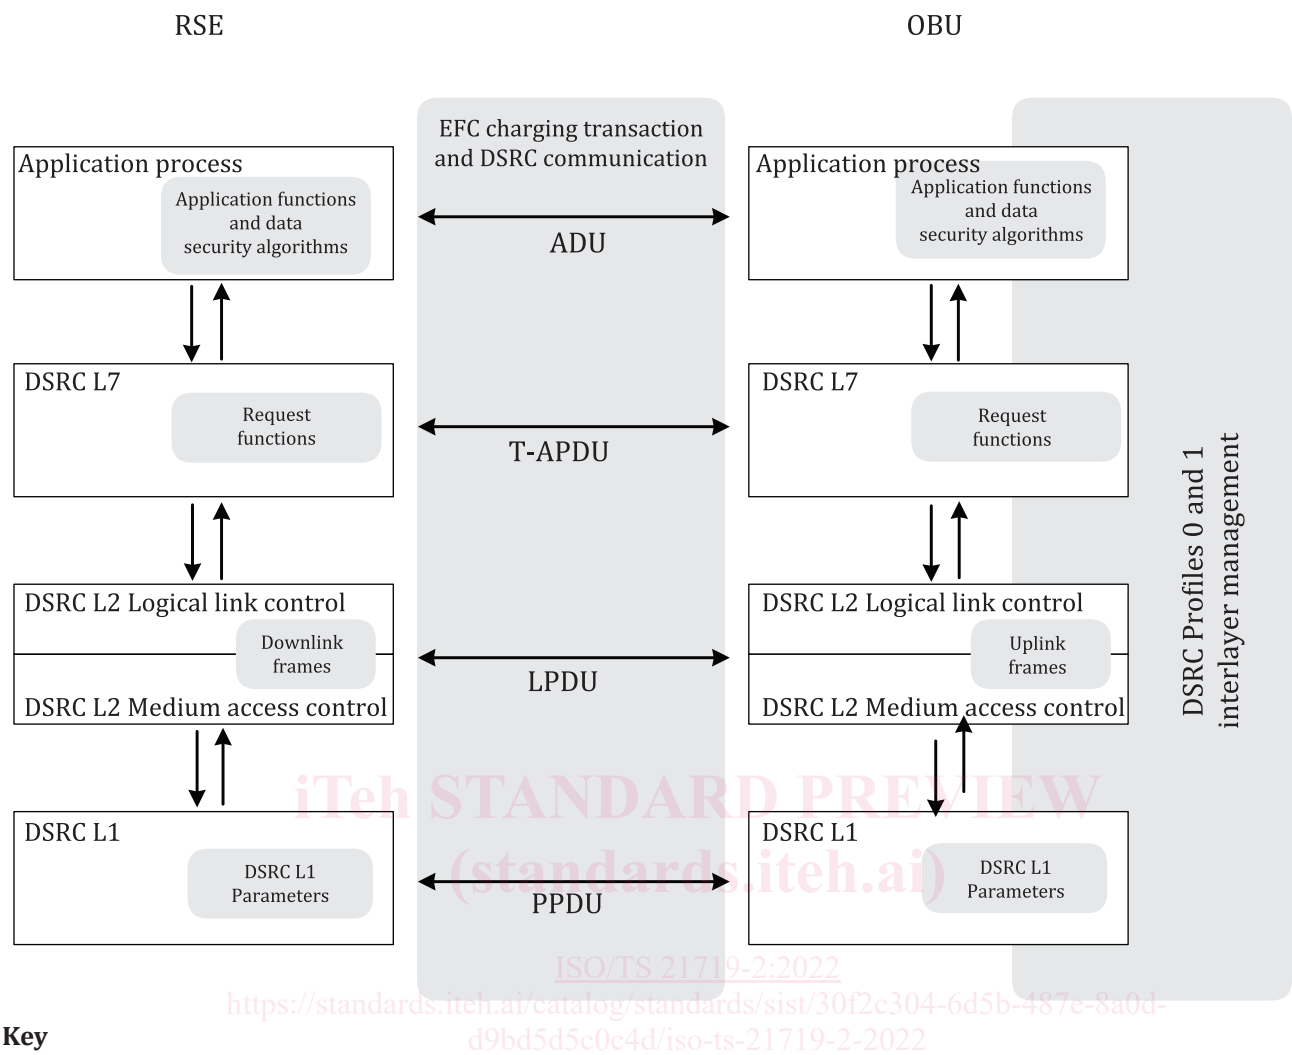 RSE
OBU
EFC charging transaction
and DSRC communication
Application process
Application functions
and data
security algorithms
ADU
Application process
Application functions
and data
security algorithms
DSRC L7
Request
functions
T-APDU
DSRC L7
Request
functions
DSRC L2 Logical link control
Downlink
frames
DSRC L2 Medium access control
LPDU
DSRC L2 Logical link control
Uplink
frames
DSRC L2 Medium access control
DSRC Profiles 0 and 1
interlayer management
iTeh STANDARD PREVIEW
(standards.iteh.ai)
DSRC L1
DSRC L1
Parameters
PPDU
DSRC L1
DSRC L1
Parameters
ISO/TS 21719-2:2022
https://standards.iteh.ai/catalog/standards/sist/30f2c304-6d5b-487e-8a0d-
d9bd5d5c0c4d/iso-ts-21719-2-2022
Key